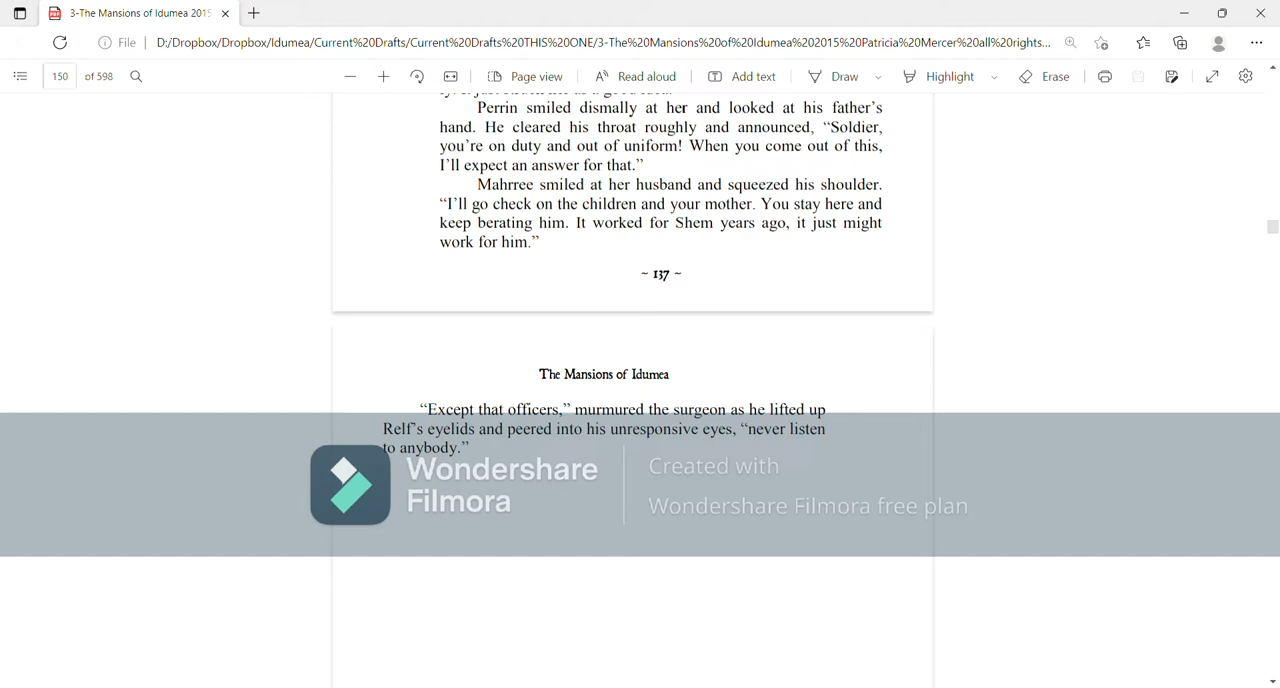 3-The Mansions of Idumea 2015
File
D:/Dropbox/Dropbox/Idumea/Current%20Drafts/Current%20Drafts%20THIS%20ONE/3-The%20Mansions%20of%20Idumea%202015%20Patricia%20Mercer%20all%20rights...
150 of 598
Page view
Read aloud
Add text
Draw
Highlight
Erase
Perrin smiled dismally at her and looked at his father’s
hand. He cleared his throat roughly and announced, “Soldier,
you’re on duty and out of uniform! When you come out of this,
I’ll expect an answer for that.”
Mahrree smiled at her husband and squeezed his shoulder.
“I’ll go check on the children and your mother. You stay here and
keep berating him. It worked for Shem years ago, it just might
work for him.”
~ 137 ~
The Mansions of Idumea
“Except that officers,” murmured the surgeon as he lifted up
Relf’s eyelids and peered into his unresponsive eyes, “never listen
to anybody.”
Wondershare
Filmora
Created with
Wondershare Filmora free plan